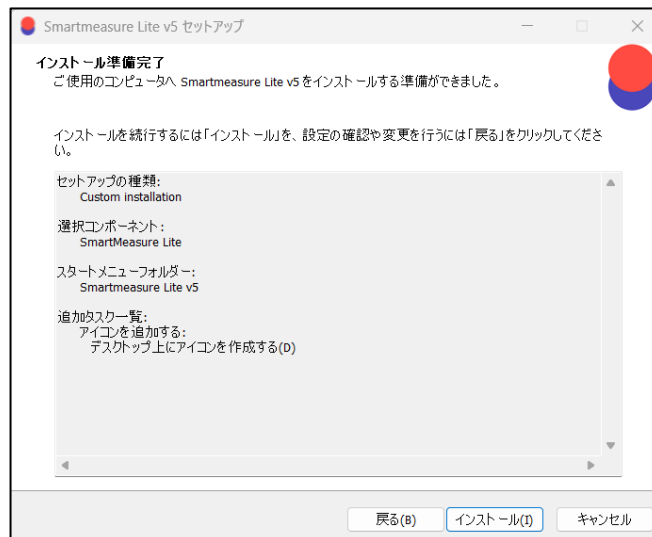 Smartmeasure Lite v5 セットアップ
インストール準備完了
ご使用のコンピュータへ Smartmeasure Lite v5 をインストールする準備ができました。
インストールを続行するには「インストール」を、設定の確認や変更を行うには「戻る」をクリックしてくださ
い。
セットアップの種類:
Custom installation
選択コンポーネント:
SmartMeasure Lite
スタートメニューフォルダー:
Smartmeasure Lite v5
追加タスク一覧:
アイコンを追加する:
デスクトップ上にアイコンを作成する(D)
戻る(B) インストール(I) キャンセル